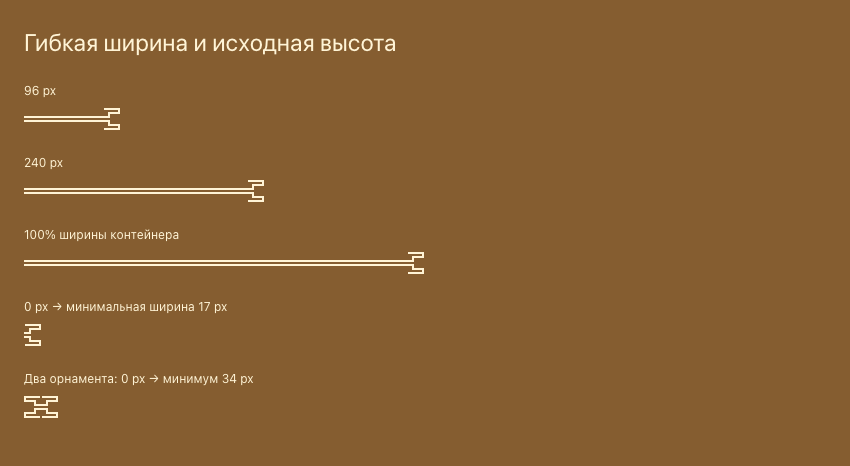 Гибкая ширина и исходная высота
96 px
240 px
100% ширины контейнера
0 px → минимальная ширина 17 px
Два орнамента: 0 px → минимум 34 px